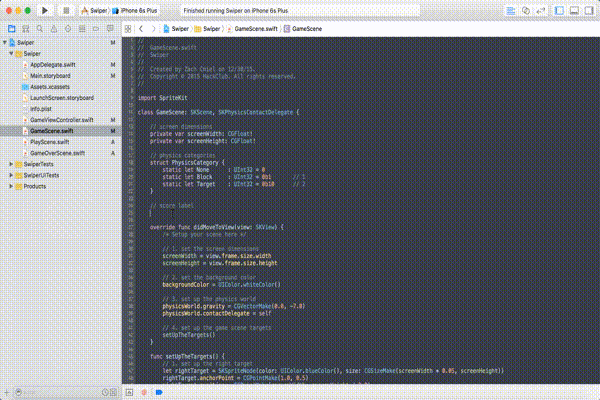 Swiper
iPhone 6s Plus
Finished running Swiper on iPhone 6s Plus
Swiper
Swiper
GameScene.swift
GameScene
Swiper M
Swiper
AppDelegate.swift M
Main.storyboard M
Assets.xcassets
LaunchScreen.storyboard
Info.plist
GameViewController.swift M
GameScene.swift M
PlayScene.swift M
GameOverScene.swift M
SwiperTests
SwiperUITests
Products
// GameScene.swift
// Swiper
//
// Created by Zach
// Copyright © 2015 HackClub. All rights reserved.
//
import SpriteKit
class GameScene: SKScene, SKPhysicsContactDelegate {
// screen dimensions
private var screenWidth: CGFloat!
private var screenHeight: CGFloat!
// physics categories
struct PhysicsCategory {
static let None : UInt32 = 0
static let Block : UInt32 = 0b1 // 1
static let Target : UInt32 = 0b10 // 2
}
// score label
override func didMoveToView(view: SKView) {
/* Setup your scene here */
// 1. set the screen dimensions
screenWidth = view.frame.size.width
screenHeight = view.frame.size.height
// 2. set the background color
backgroundColor = UIColor.whiteColor()
// 3. set up the physics world
physicsWorld.gravity = CGVectorMake(0.0, -7.8)
physicsWorld.contactDelegate = self
// 4. set up the game scene targets
setUpTheTargets()
}
func setUpTheTargets() {
// 1. set up the right target
let rightTarget = SKSpriteNode(color: UIColor.blueColor(), size: CGSizeMake(screenWidth * 0.05, screenHeight))
rightTarget.anchorPoint = CGPointMake(1.0, 0.5)